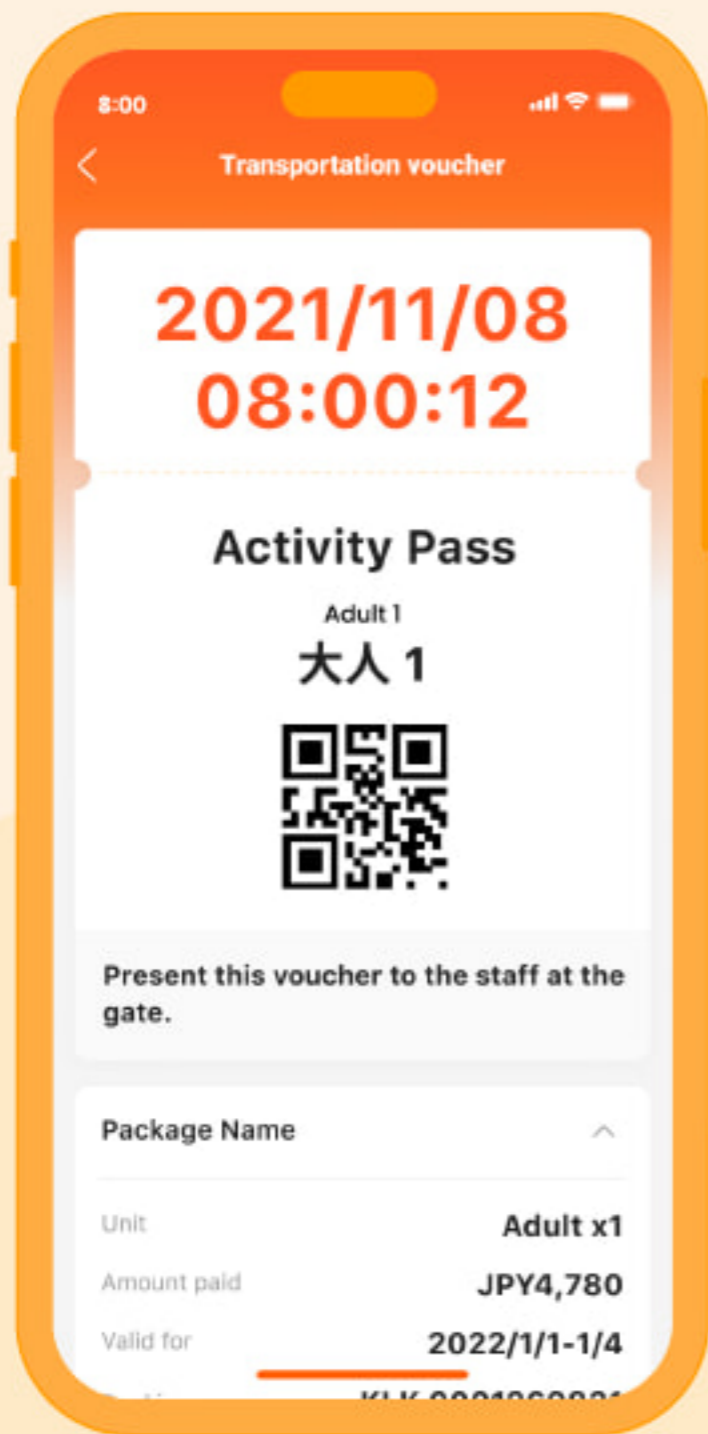 8:00
Transportation voucher
2021/11/08
08:00:12
Activity Pass
Adult 1
大人 1
Present this voucher to the staff at the
gate.
Package Name
Unit Adult x1
Amount paid JPY4,780
Valid for 2022/1/1-1/4